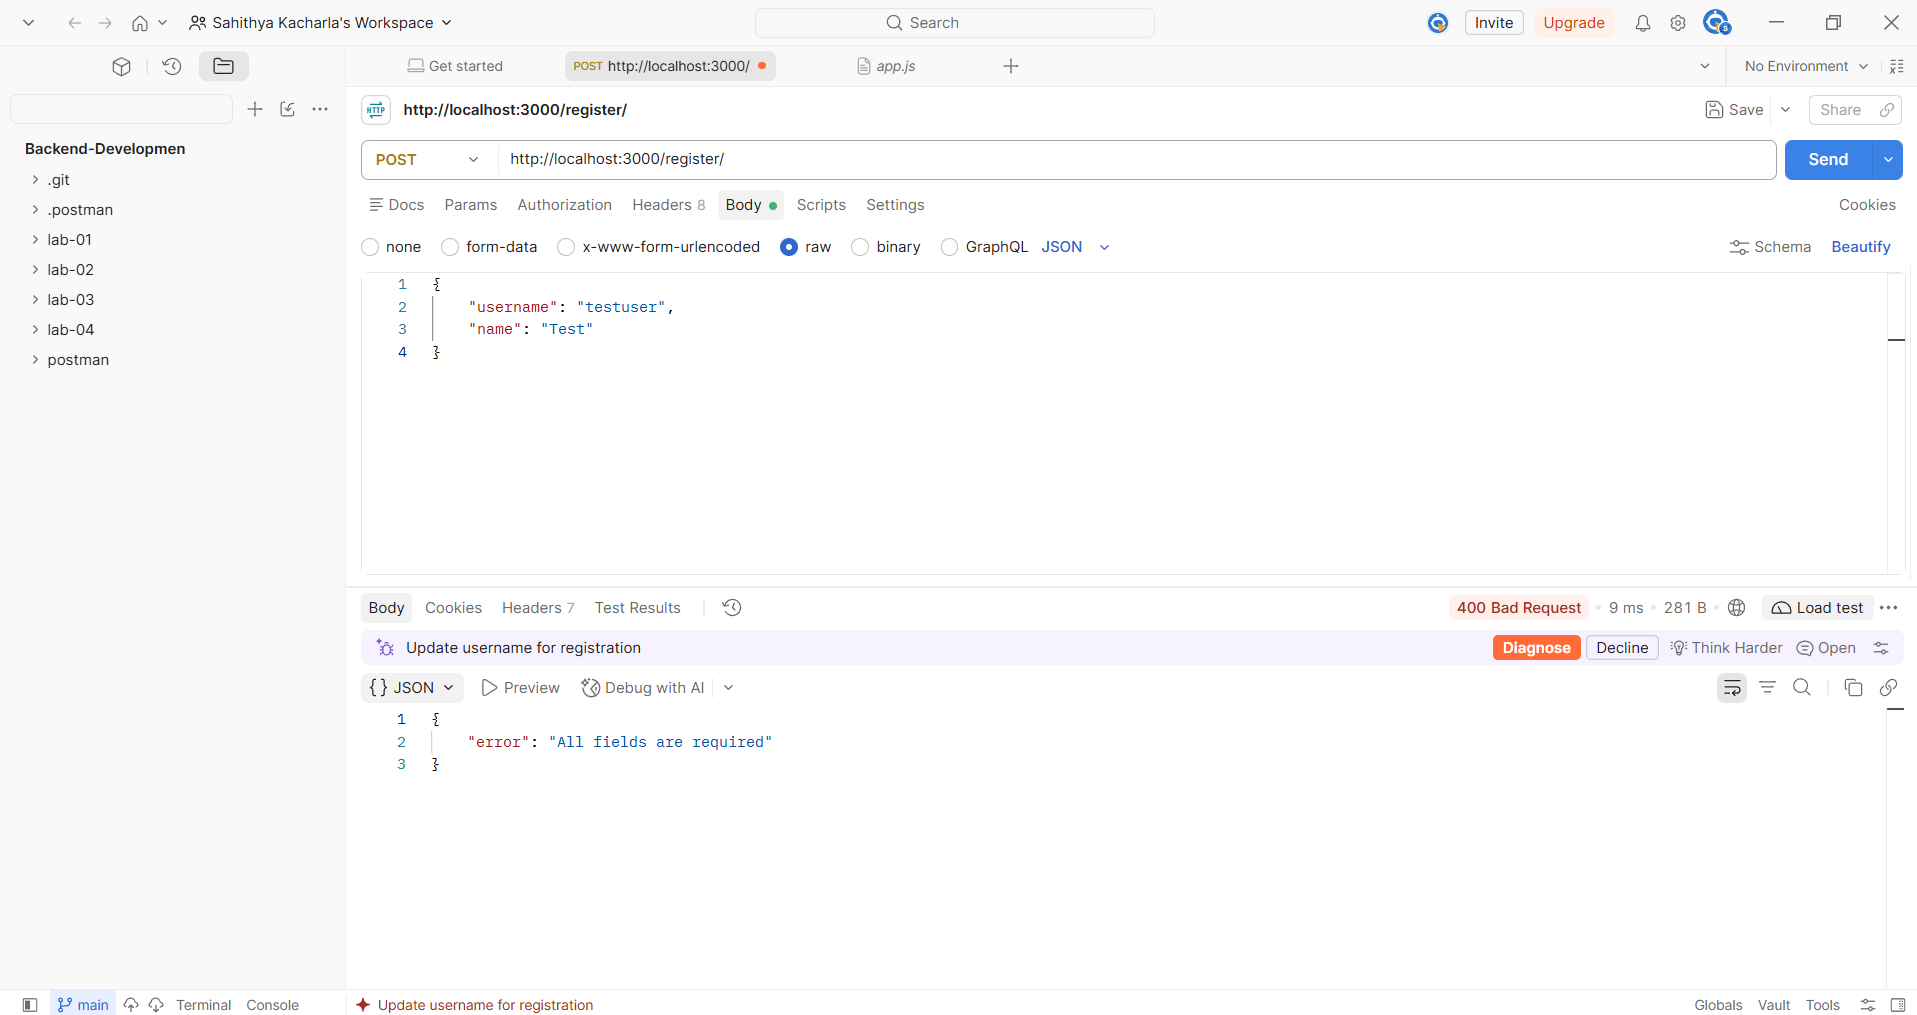 Sahithya Kacharla's Workspace
Search
Invite
Upgrade
Get started
POST http://localhost:3000/
app.js
No Environment
Backend-Developmen
.git
.postman
lab-01
lab-02
lab-03
lab-04
postman
HTTP http://localhost:3000/register/
Save
Share
POST
http://localhost:3000/register/
Send
Docs
Params
Authorization
Headers 8
Body
Scripts
Settings
Cookies
none
form-data
x-www-form-urlencoded
raw
binary
GraphQL
JSON
Schema
Beautify
1 {
2 "username": "testuser",
3 "name": "Test"
4 }
Body
Cookies
Headers 7
Test Results
400 Bad Request
9 ms
281 B
Load test
Update username for registration
Diagnose
Decline
Think Harder
Open
{} JSON
Preview
Debug with AI
1 {
2 "error": "All fields are required"
3 }
main
Terminal
Console
Update username for registration
Globals
Vault
Tools